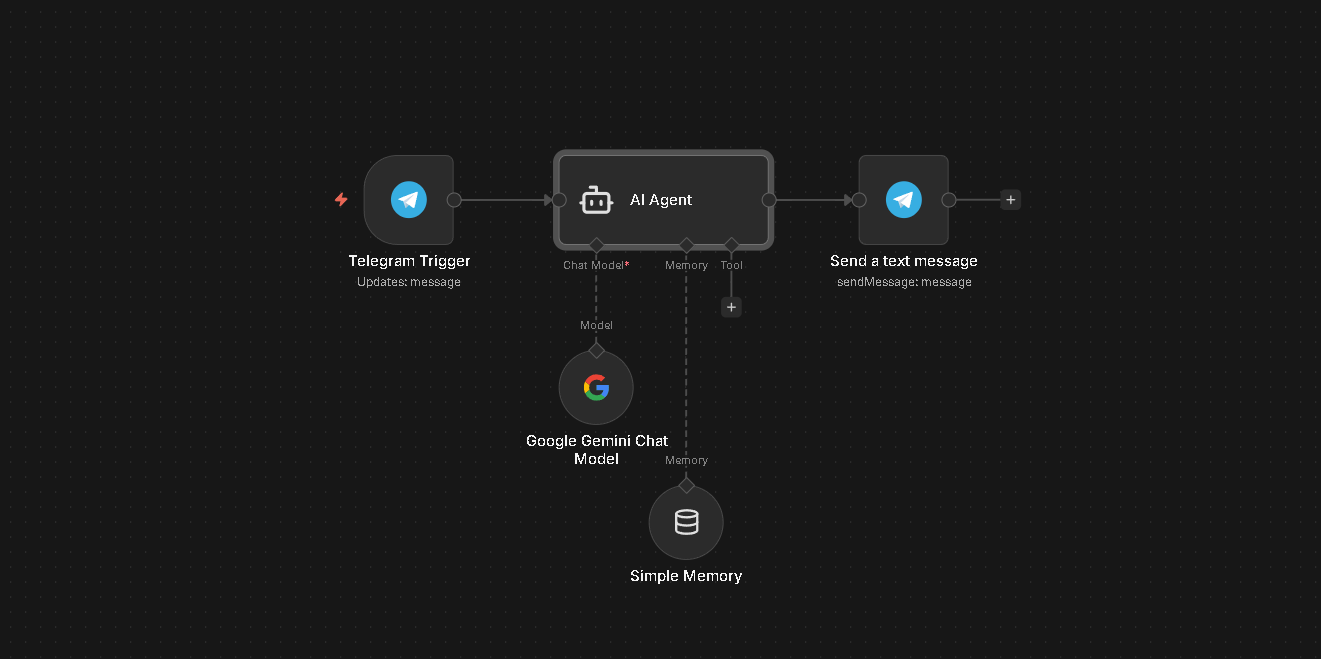 AI Agent
Telegram Trigger
Updates: message
Chat Model*
Memory
Tool
Send a text message
sendMessage: message
Model
Google Gemini Chat
Model
Memory
Simple Memory